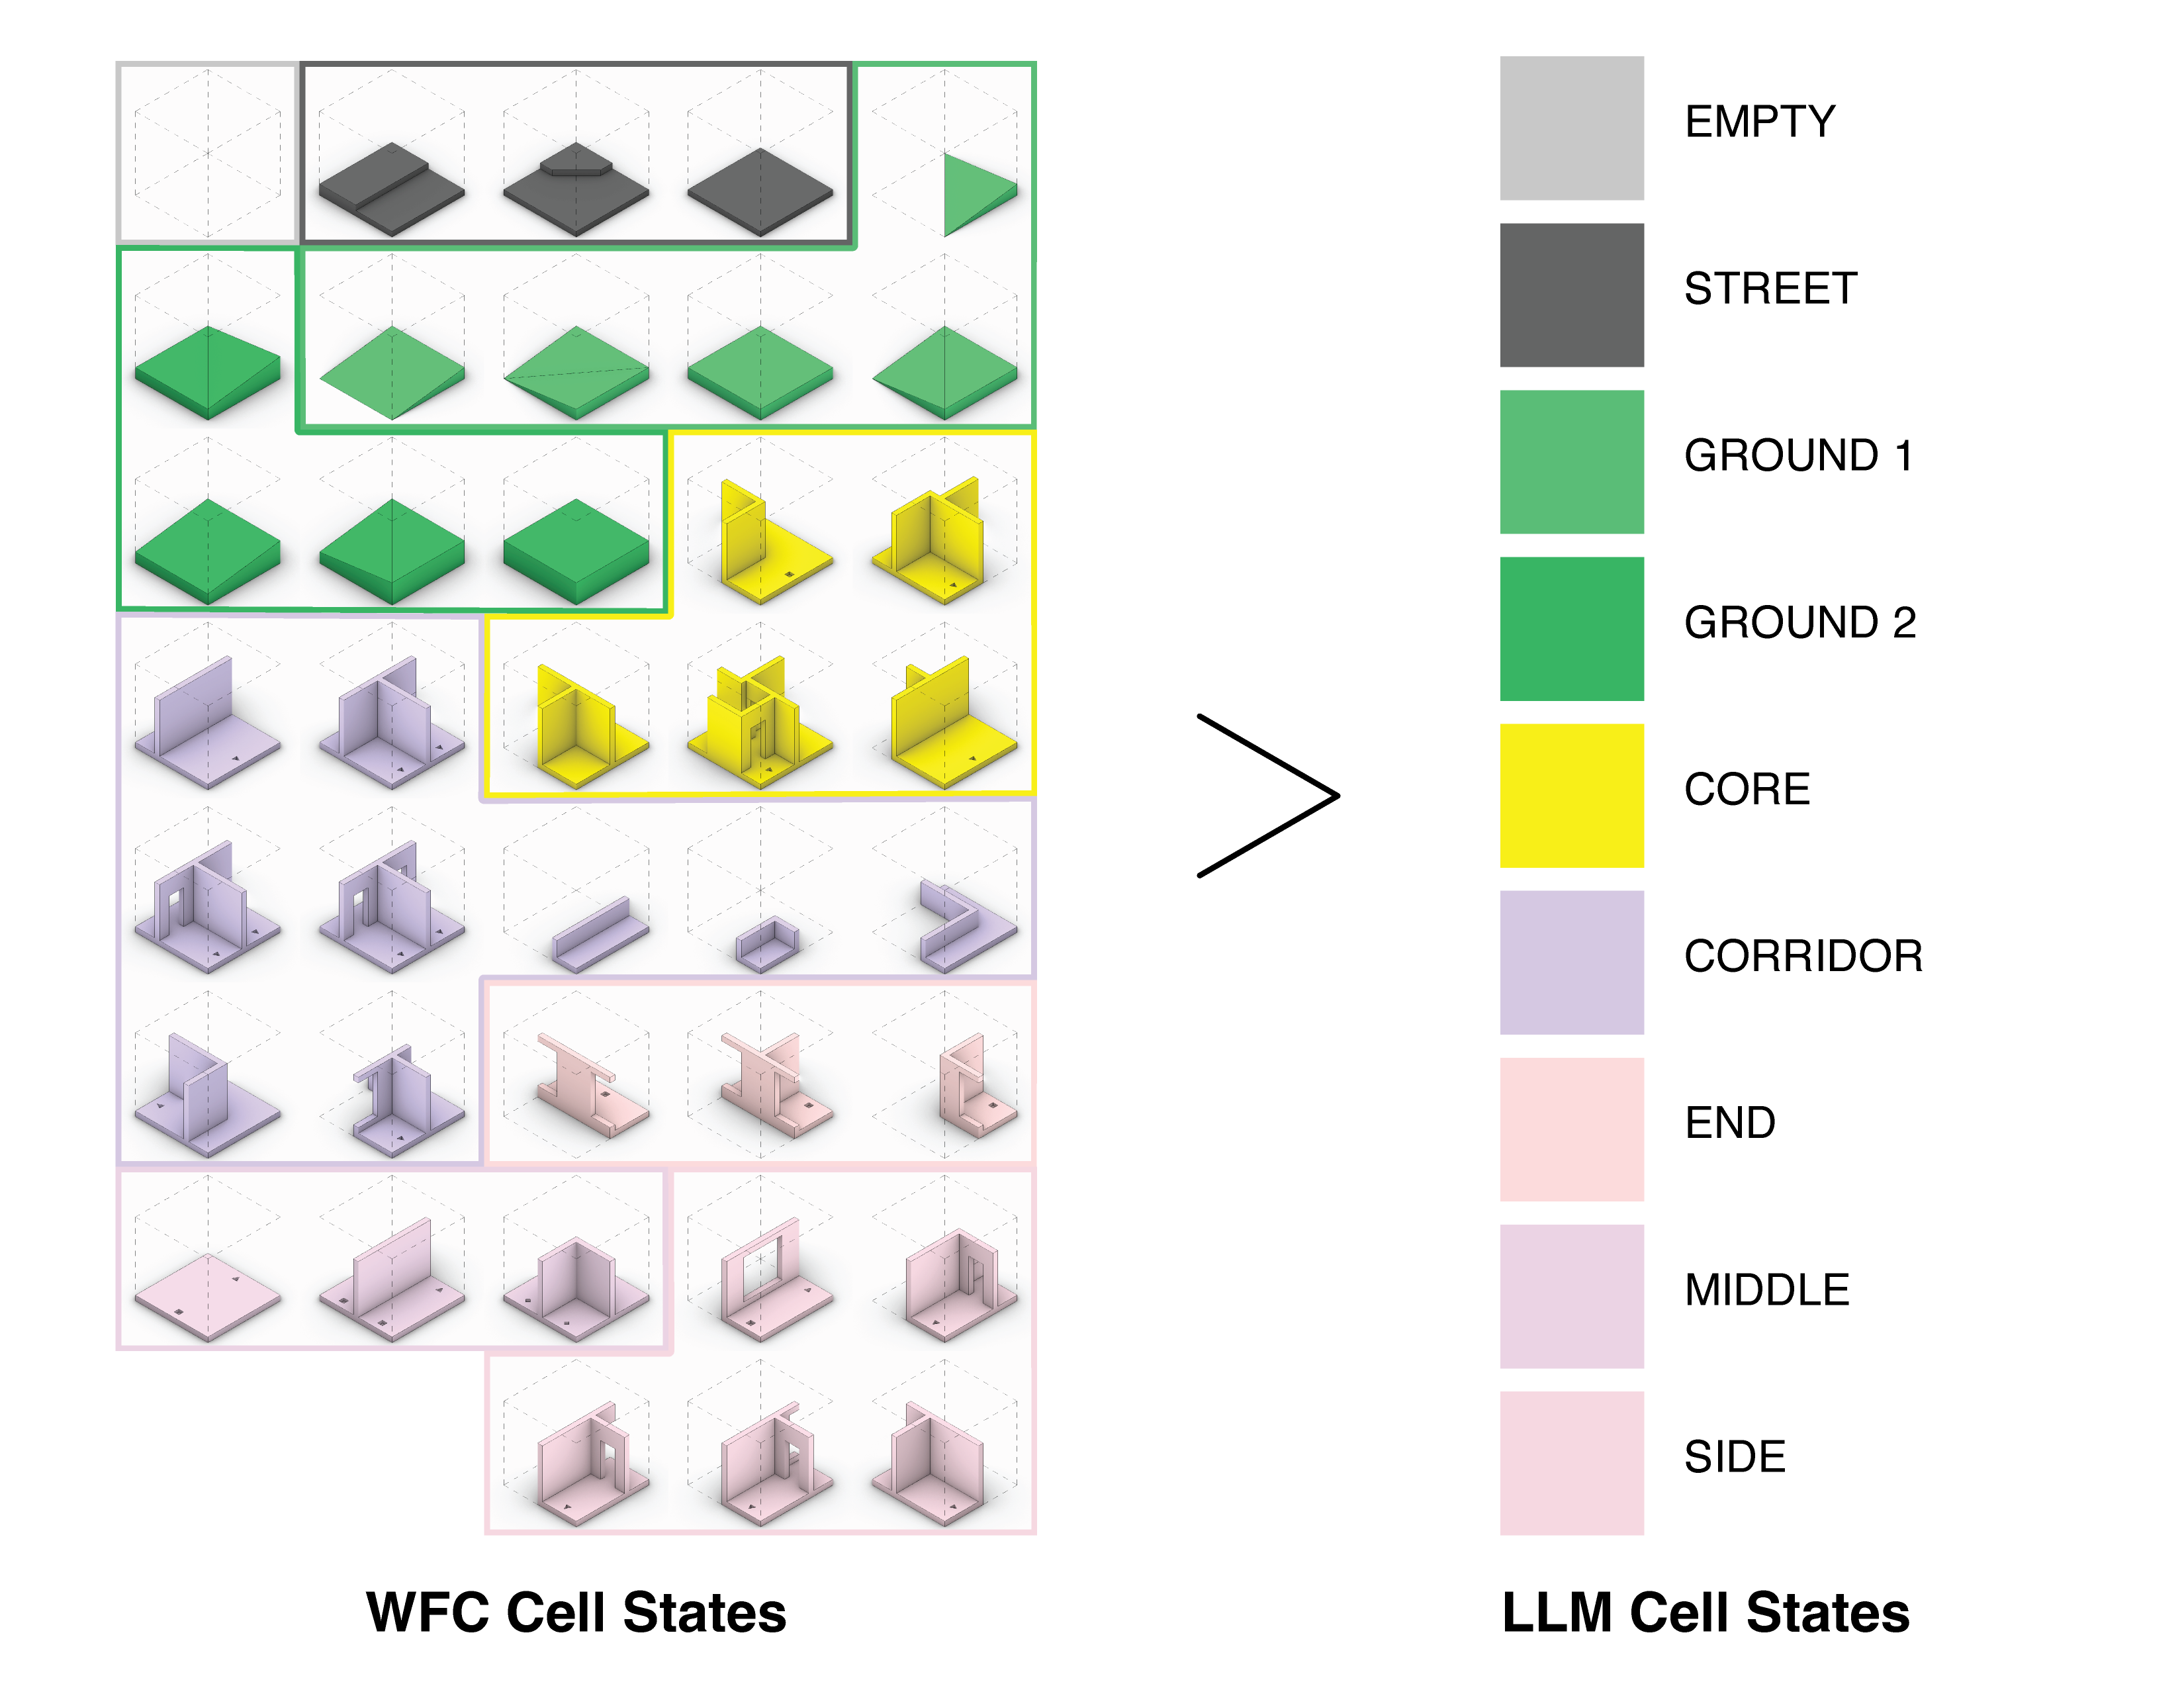 EMPTY
STREET
GROUND 1
GROUND 2
CORE
CORRIDOR
END
MIDDLE
SIDE
WFC Cell States
LLM Cell States